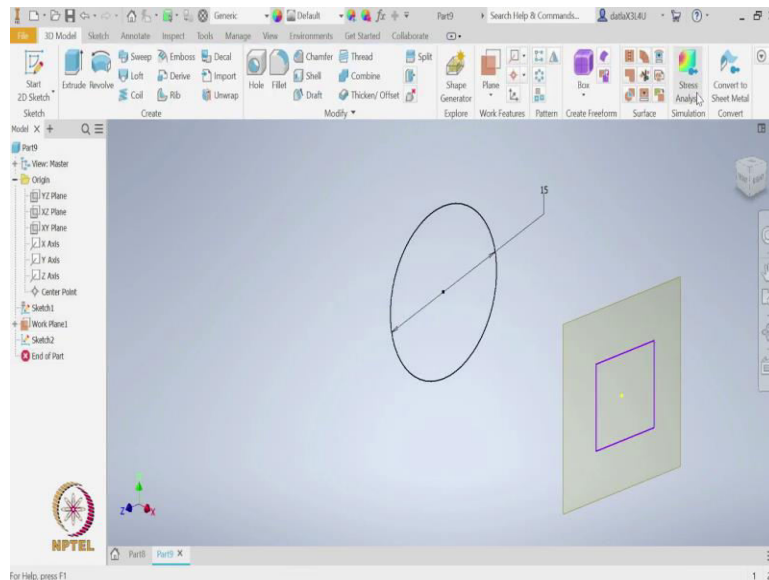 Generic Default Part9 Search Help & Commands... datlaX3L4U
File 3D Model Sketch Annotate Inspect Tools Manage View Environments Get Started Collaborate
Start 2D Sketch Extrude Revolve Sweep Emboss Decal
Loft Derive Import
Coil Rib Unwrap
Hole Fillet Chamfer Thread Split
Shell Combine
Draft Thicken/ Offset
Shape Generator Plane Box Stress Analysis Convert to Sheet Metal
Sketch Create Modify Explore Work Features Pattern Create Freeform Surface Simulation Convert
Model X +
Part9
View: Master
Origin
YZ Plane
XZ Plane
XY Plane
X Axis
Y Axis
Z Axis
Center Point
Sketch1
Work Plane1
Sketch2
End of Part
15
Z X
NPTEL
Part8 Part9 X
For Help, press F1 1